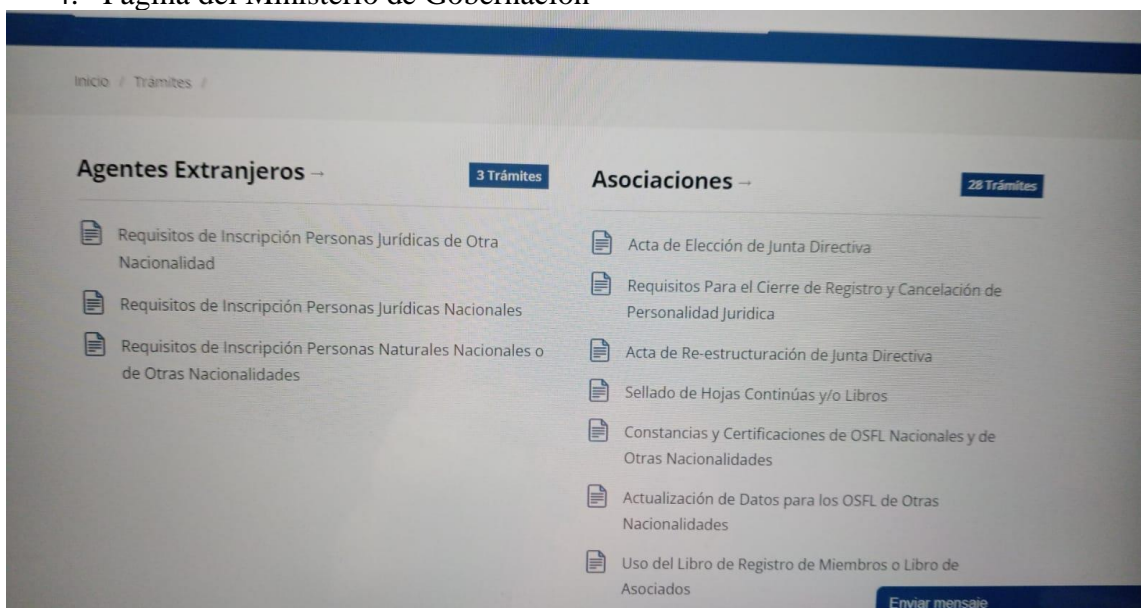 4. Página del Ministerio de Gobernación
Inicio / Trámites /
Agentes Extranjeros →
3 Trámites
Requisitos de Inscripción Personas Jurídicas de Otra
Nacionalidad
Requisitos de Inscripción Personas Jurídicas Nacionales
Requisitos de Inscripción Personas Naturales Nacionales o
de Otras Nacionalidades
Asociaciones →
28 Trámites
Acta de Elección de Junta Directiva
Requisitos Para el Cierre de Registro y Cancelación de
Personalidad Juridica
Acta de Re-estructuración de Junta Directiva
Sellado de Hojas Continúas y/o Libros
Constancias y Certificaciones de OSFL Nacionales y de
Otras Nacionalidades
Actualización de Datos para los OSFL de Otras
Nacionalidades
Uso del Libro de Registro de Miembros o Libro de
Asociados
Enviar mensaje